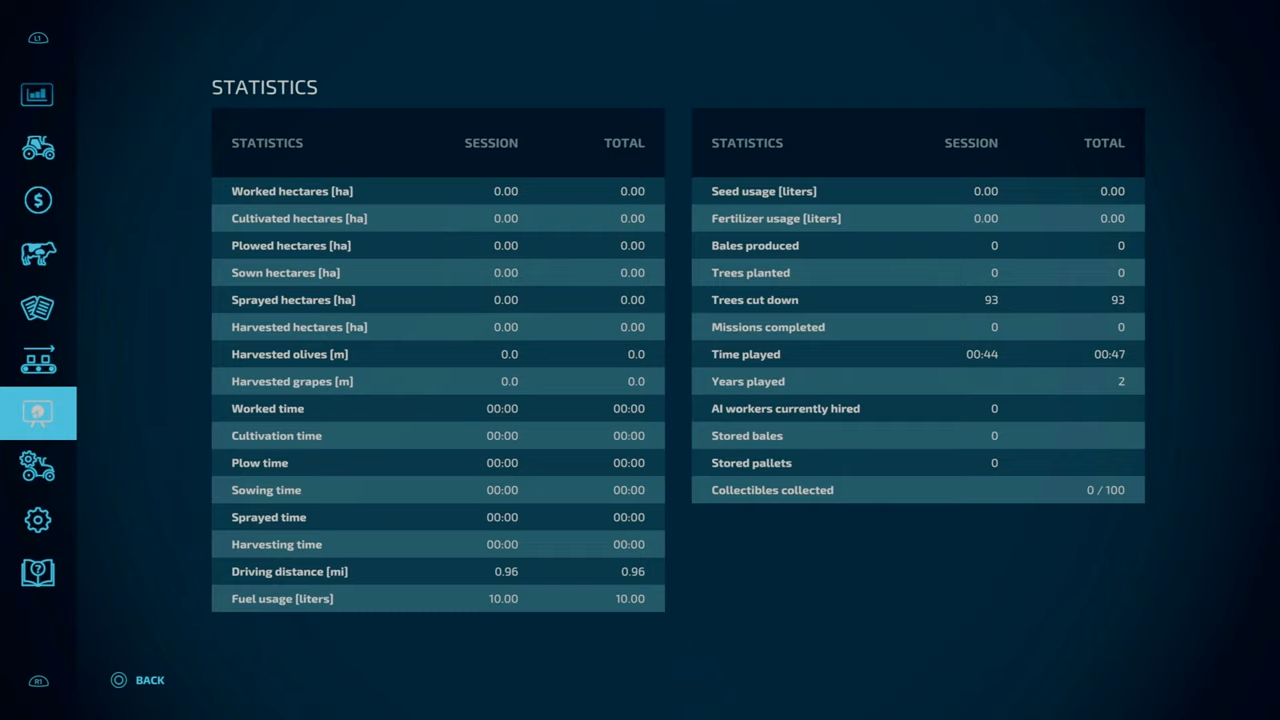 L1
STATISTICS
STATISTICS SESSION TOTAL
Worked hectares [ha] 0.00 0.00
Cultivated hectares [ha] 0.00 0.00
Plowed hectares [ha] 0.00 0.00
Sown hectares [ha] 0.00 0.00
Sprayed hectares [ha] 0.00 0.00
Harvested hectares [ha] 0.00 0.00
Harvested olives [m] 0.0 0.0
Harvested grapes [m] 0.0 0.0
Worked time 00:00 00:00
Cultivation time 00:00 00:00
Plow time 00:00 00:00
Sowing time 00:00 00:00
Sprayed time 00:00 00:00
Harvesting time 00:00 00:00
Driving distance [mi] 0.96 0.96
Fuel usage [liters] 10.00 10.00
STATISTICS SESSION TOTAL
Seed usage [liters] 0.00 0.00
Fertilizer usage [liters] 0.00 0.00
Bales produced 0 0
Trees planted 0 0
Trees cut down 93 93
Missions completed 0 0
Time played 00:44 00:47
Years played 2
AI workers currently hired 0
Stored bales 0
Stored pallets 0
Collectibles collected 0 / 100
R1
BACK